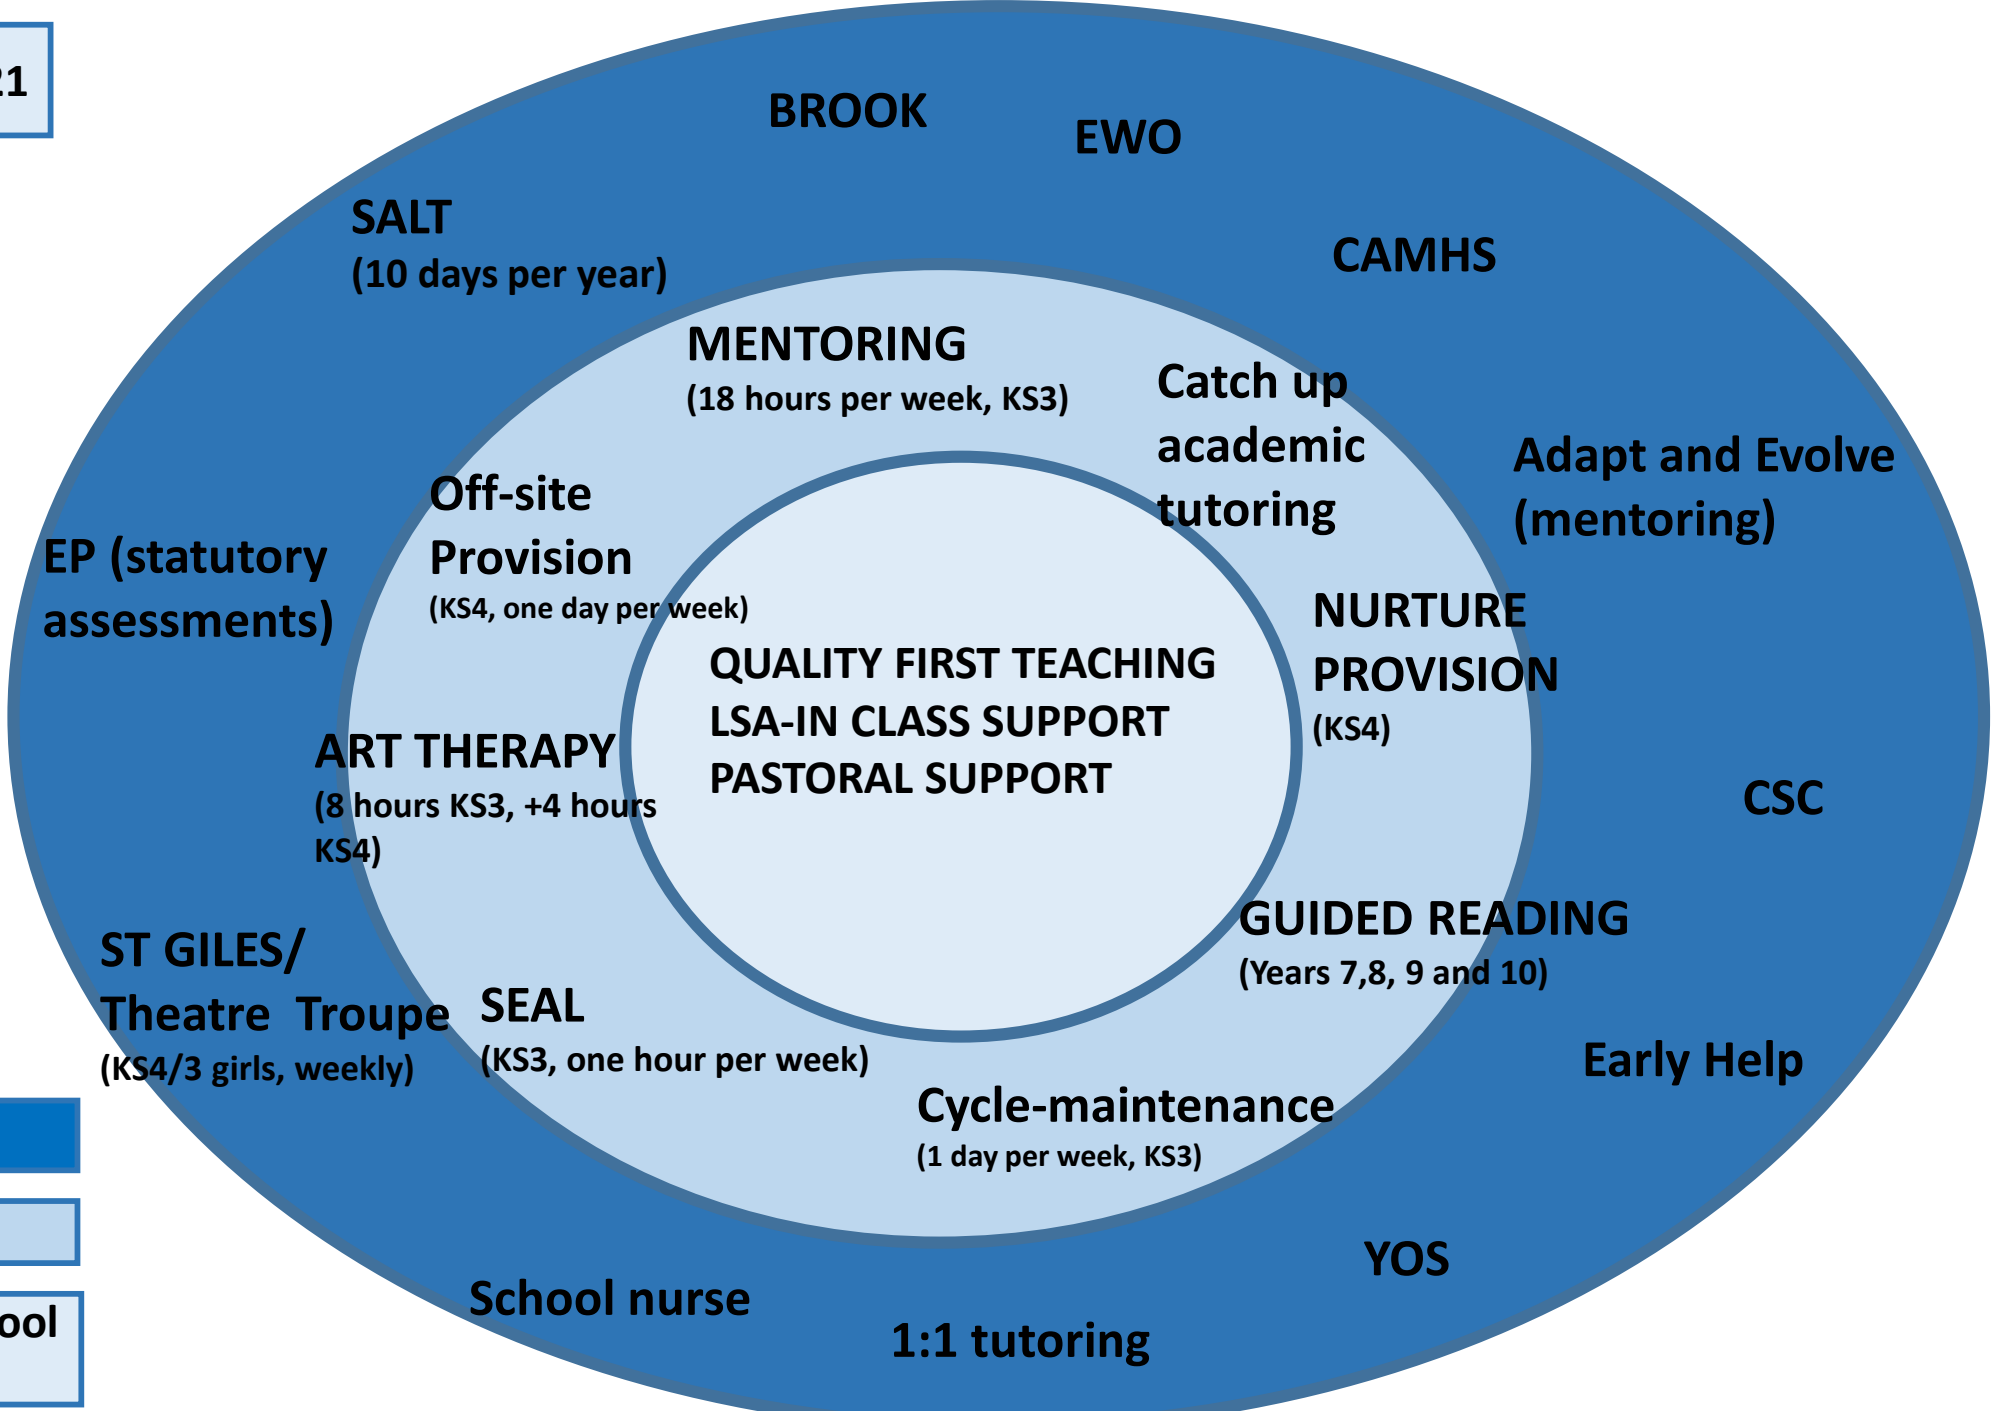 21
BROOK
EWO
SALT
(10 days per year)
CAMHS
MENTORING
(18 hours per week, KS3)
Catch up
academic
tutoring
Adapt and Evolve
(mentoring)
Off-site
Provision
(KS4, one day per week)
EP (statutory
assessments)
NURTURE
PROVISION
(KS4)
QUALITY FIRST TEACHING
LSA-IN CLASS SUPPORT
PASTORAL SUPPORT
ART THERAPY
(8 hours KS3, +4 hours
KS4)
CSC
GUIDED READING
(Years 7,8, 9 and 10)
ST GILES/
Theatre  Troupe
(KS4/3 girls, weekly)
SEAL
(KS3, one hour per week)
Early Help
Cycle-maintenance
(1 day per week, KS3)
YOS
School nurse
1:1 tutoring
ool